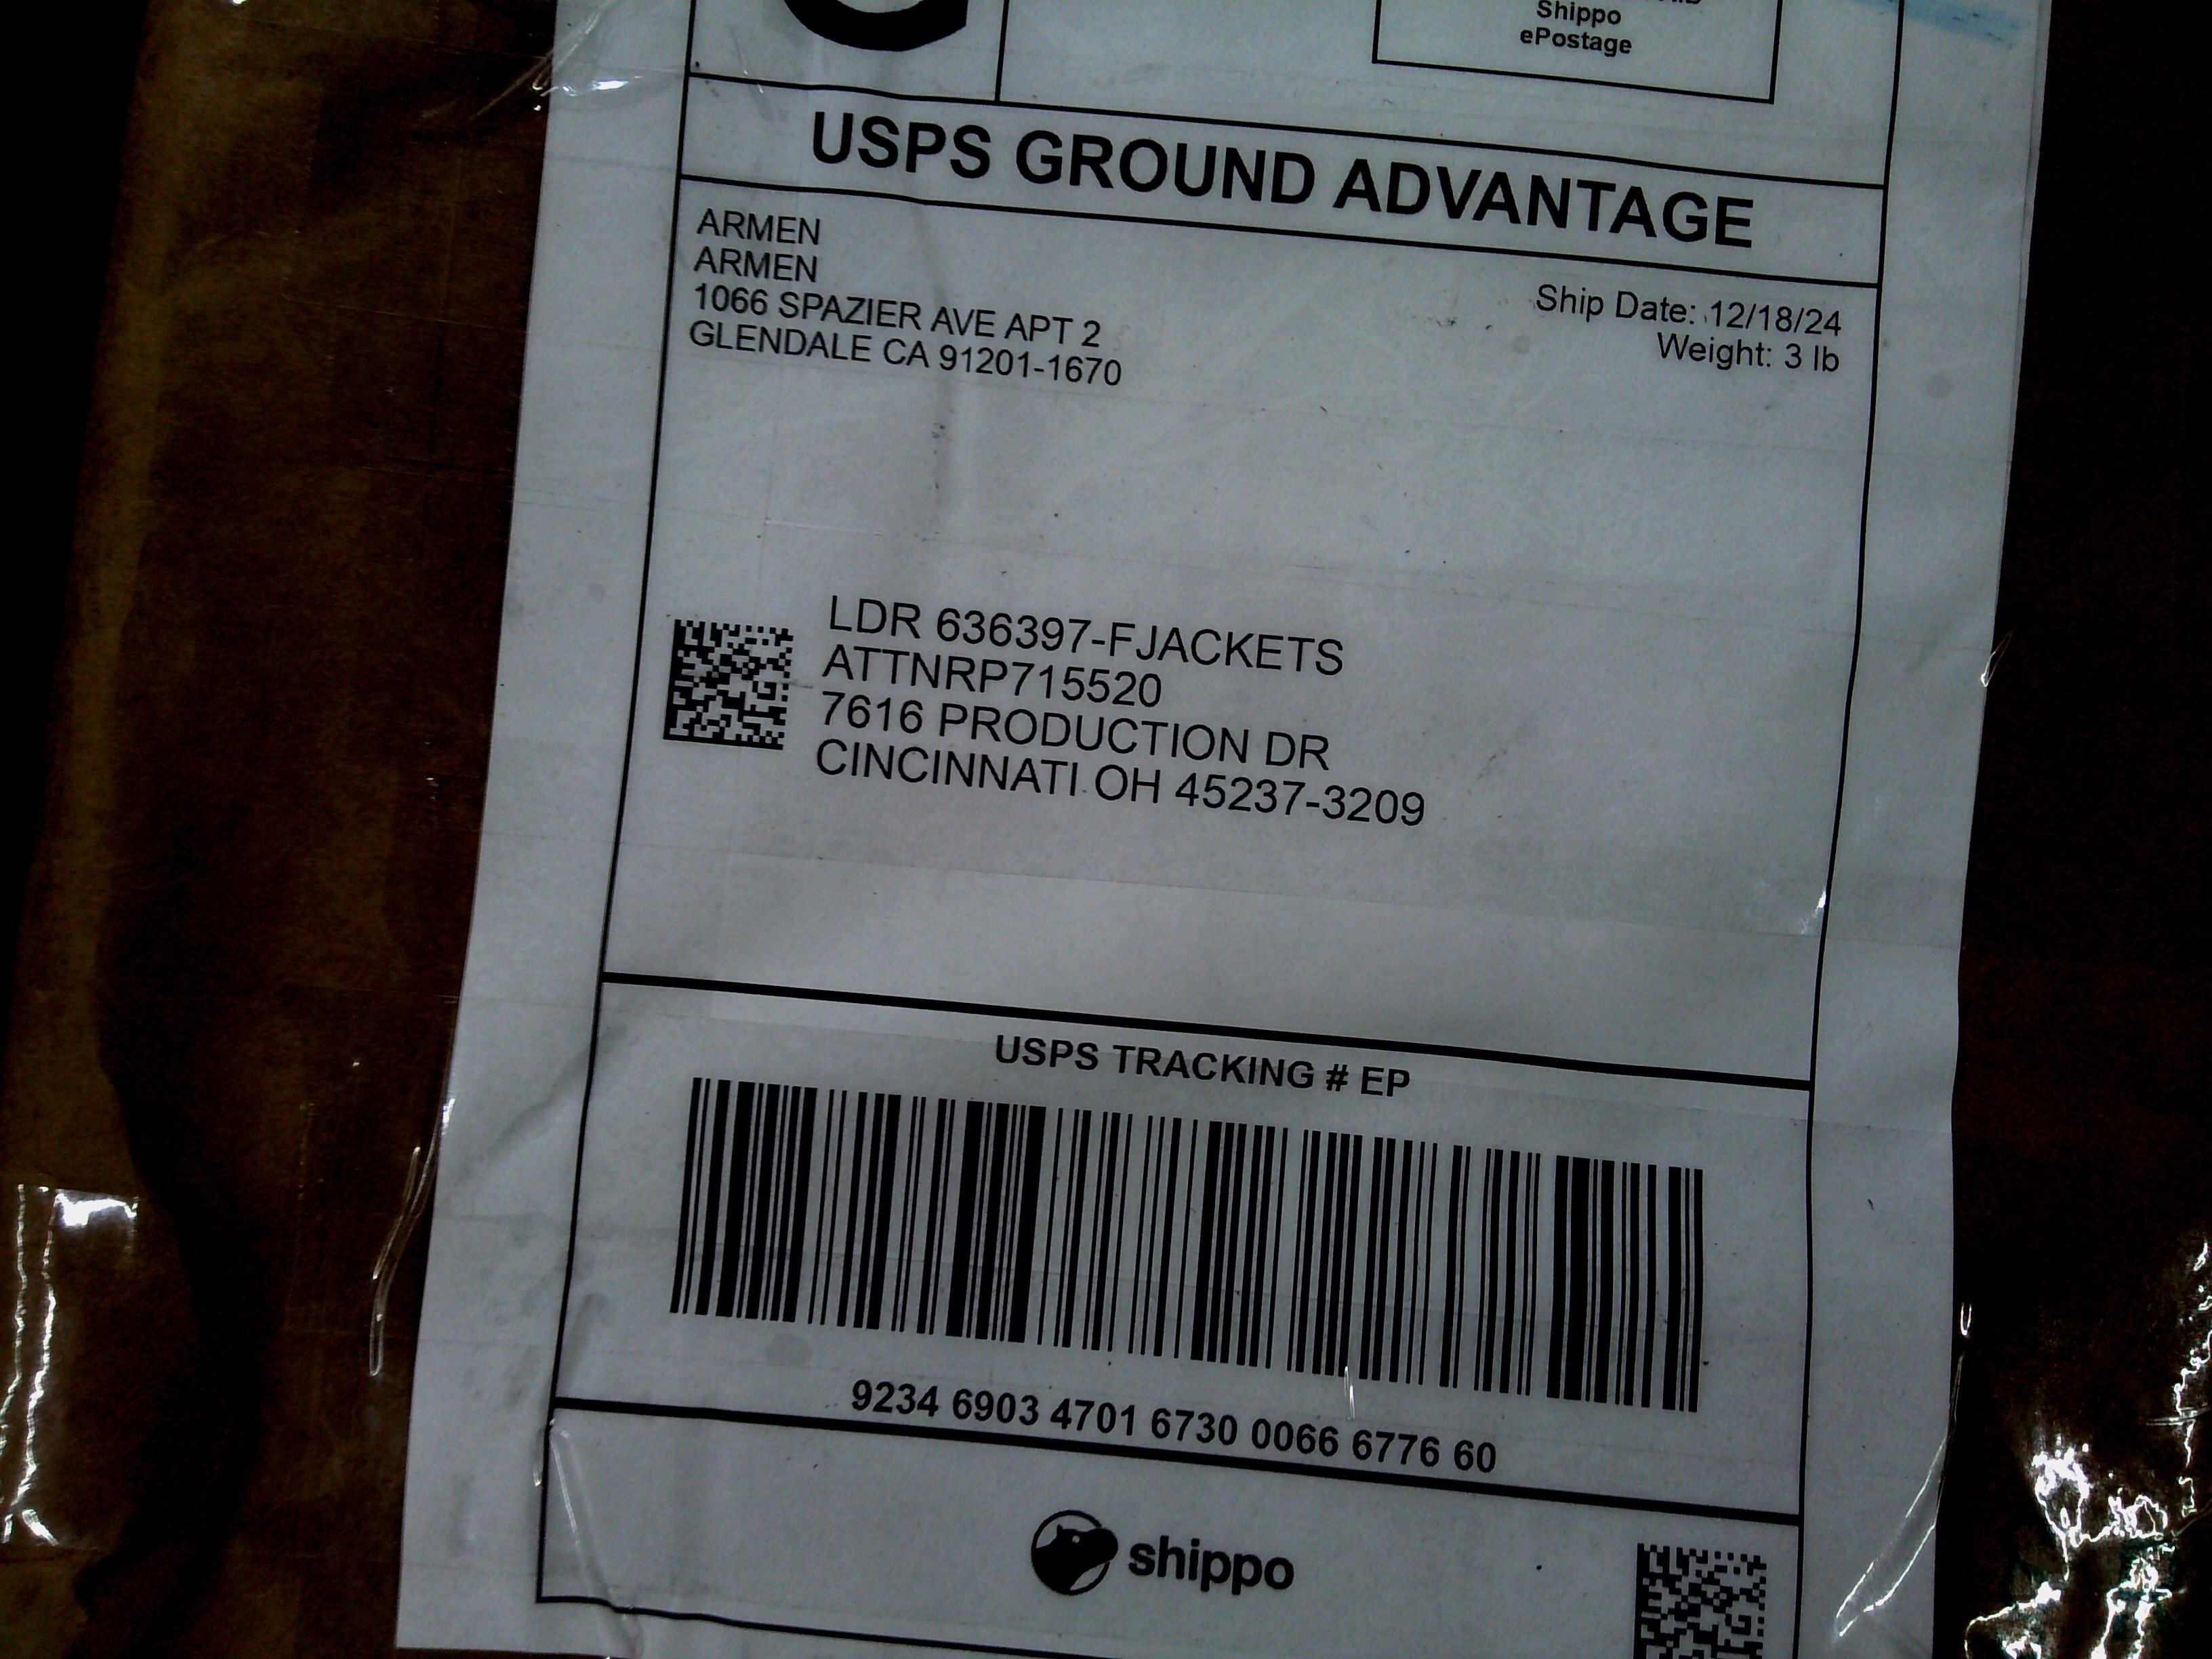 Shippo
ePostage
USPS GROUND ADVANTAGE
ARMEN
ARMEN
1066 SPAZIER AVE APT 2
GLENDALE CA 91201-1670
Ship Date: 12/18/24
Weight: 3 lb
LDR 636397-FJACKETS
ATTNRP715520
7616 PRODUCTION DR
CINCINNATI OH 45237-3209
USPS TRACKING # EP
9234 6903 4701 6730 0066 6776 60
shippo